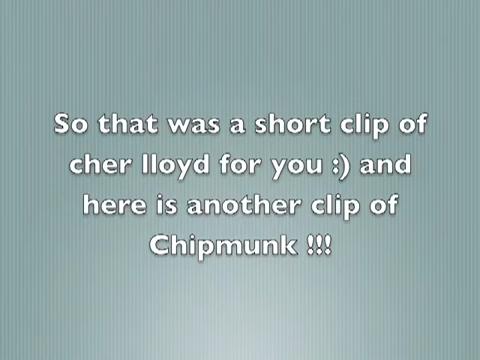 So that was a short clip of
cher lloyd for you :) and
here is another clip of
Chipmunk !!!